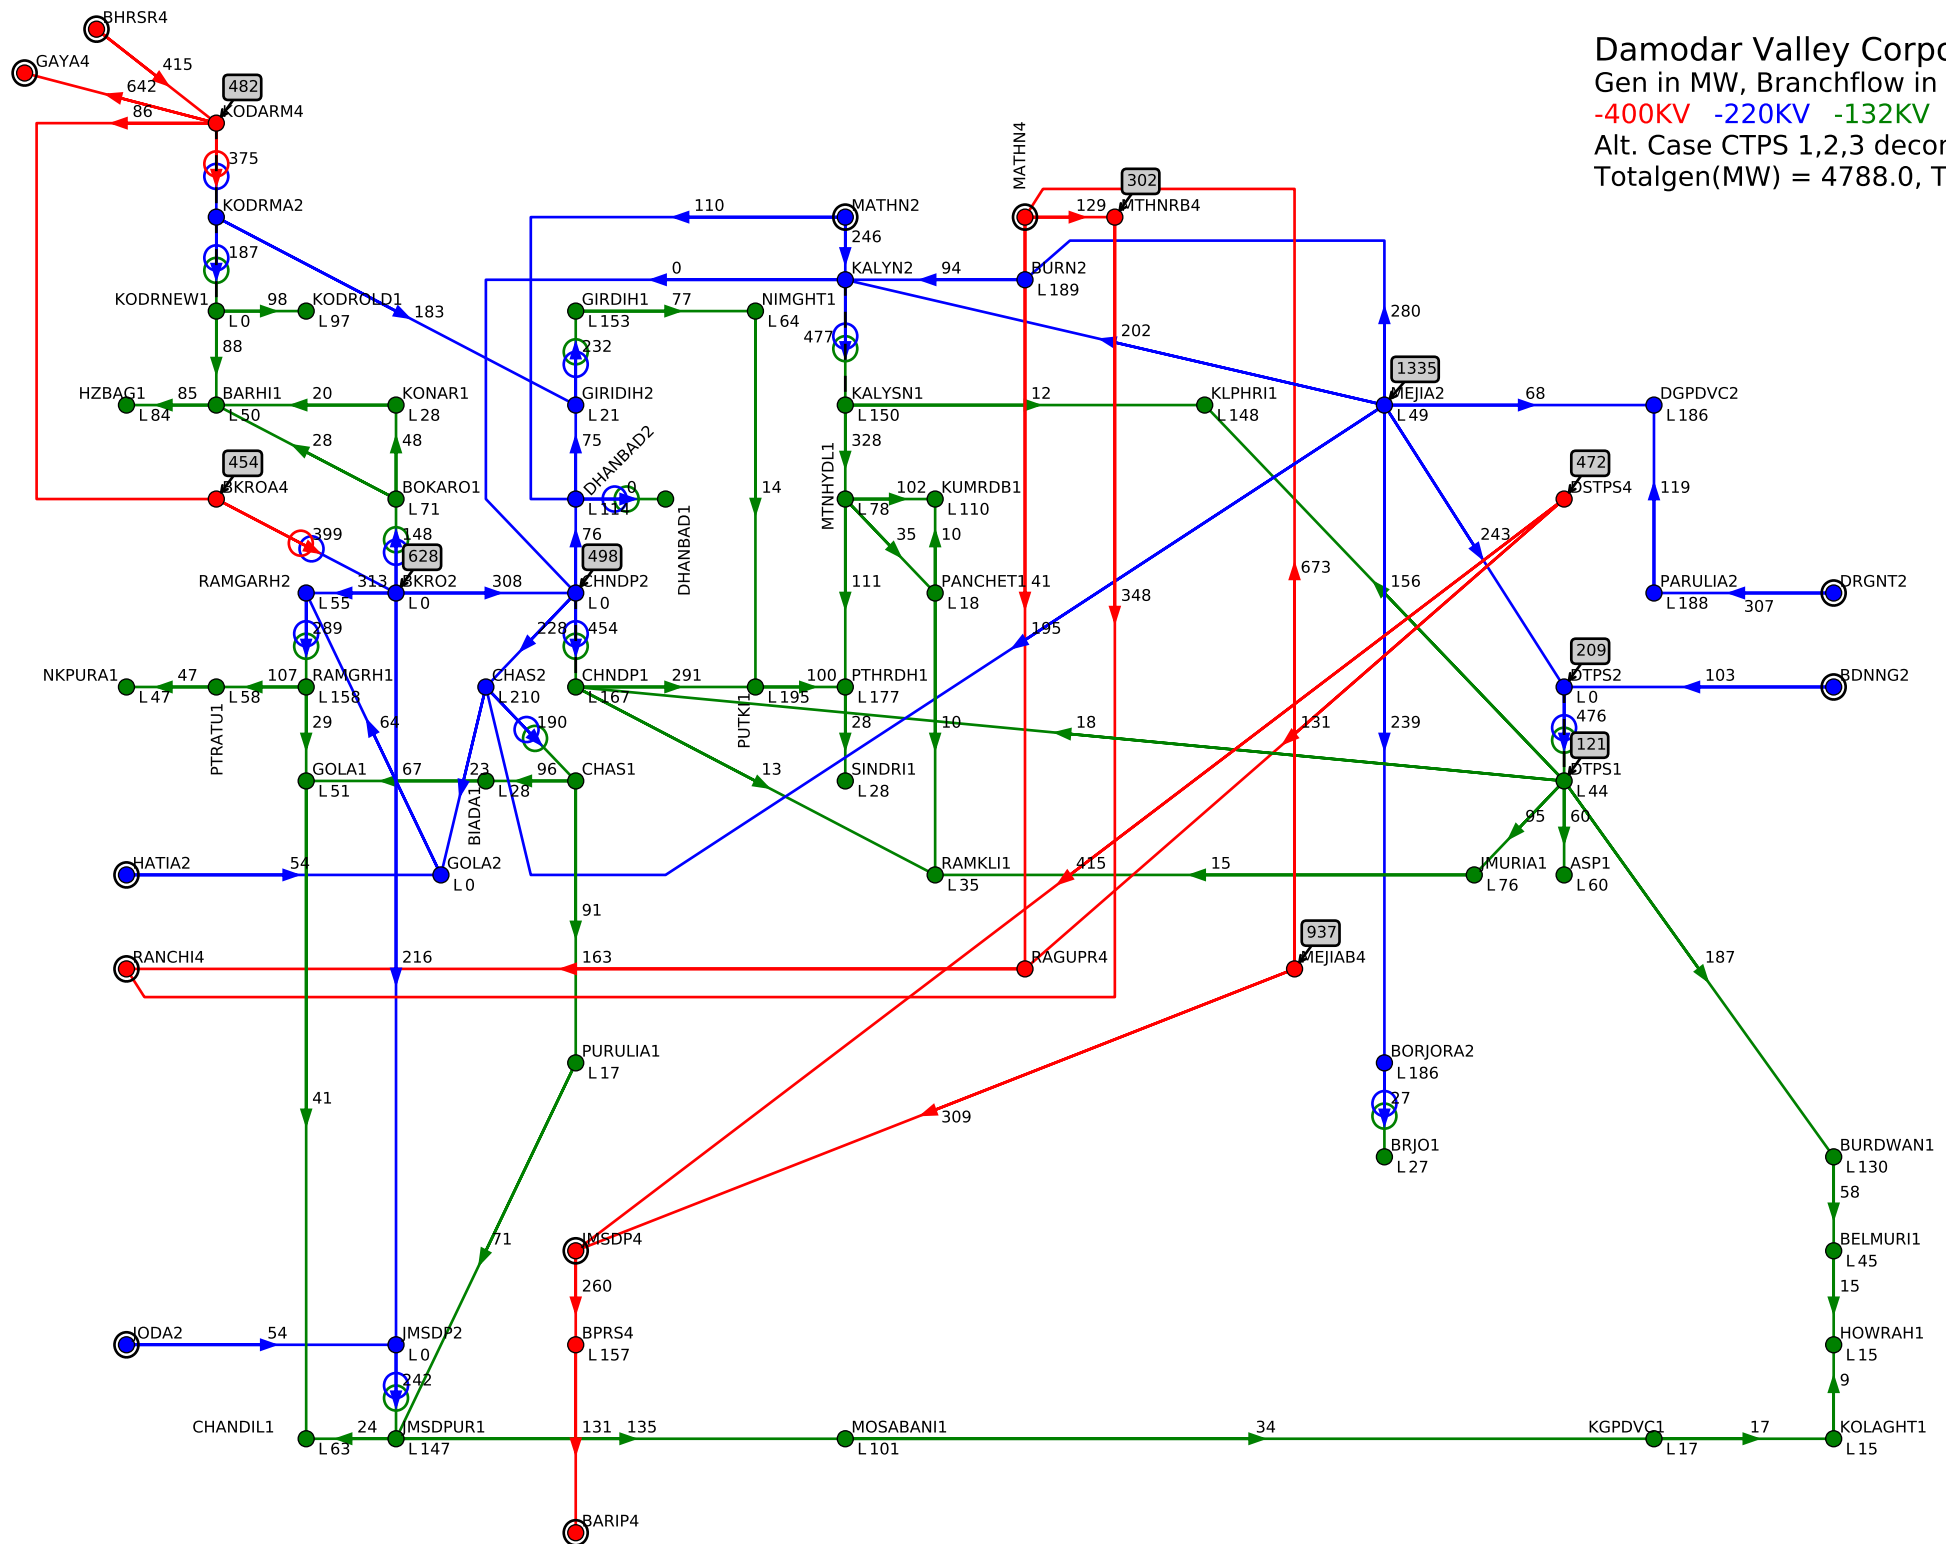 BHRSR4
Damodar Valley Corpo
GAYA4
415
Gen in MW, Branchflow in
642
482
-400KV -220KV -132KV
86
KODARM4
Alt. Case CTPS 1,2,3 decor
375
MATHN4
302
Totalgen(MW) = 4788.0, T
KODRMA2
110
MATHN2
129
MTHNRB4
187
246
0
KALYN2
94
BURN2
L 189
KODRNEW1
L 0
98
KODROLD1
L 97
183
GIRDIH1
L 153
77
NIMGHT1
L 64
280
88
232
477
202
1335
HZBAG1
L 84
85
BARHI1
L 50
20
KONAR1
L 28
GIRIDIH2
L 21
KALYSN1
L 150
12
KLPHRI1
L 148
MEJIA2
L 49
68
DGPDVC2
L 186
28
48
75
328
454
472
BKROA4
BOKARO1
L 71
DHANBAD2
L 114
0
DHANBAD1
MTNHYDL1
L 78
102
KUMRDB1
L 110
DSTPS4
119
399
148
628
76
498
35
10
243
RAMGARH2
L 55
313
BKRO2
L 0
308
CHNDP2
L 0
111
PANCHET1
L 18
41
348
673
156
PARULIA2
L 188
307
DRGNT2
289
228
454
195
209
NKPURA1
L 47
47
L 58
PTRATU1
107
RAMGRH1
L 158
CHAS2
L 210
CHNDP1
L 167
291
L 195
PUTKI1
100
PTHRDH1
L 177
DTPS2
L 0
103
BDNNG2
29
64
190
28
10
18
131
239
476
121
GOLA1
L 51
67
23
L 28
BIADA1
96
CHAS1
13
SINDRI1
L 28
DTPS1
L 44
95
60
HATIA2
54
GOLA2
L 0
RAMKLI1
L 35
415
15
JMURIA1
L 76
ASP1
L 60
91
937
RANCHI4
216
163
RAGUPR4
MEJIAB4
187
PURULIA1
L 17
BORJORA2
L 186
41
309
27
BRJO1
L 27
BURDWAN1
L 130
58
71
JMSDP4
BELMURI1
L 45
260
15
JODA2
54
JMSDP2
L 0
BPRS4
L 157
HOWRAH1
L 15
242
9
CHANDIL1
L 63
24
JMSDPUR1
L 147
131
135
MOSABANI1
L 101
34
KGPDVC1
L 17
17
KOLAGHT1
L 15
BARIP4